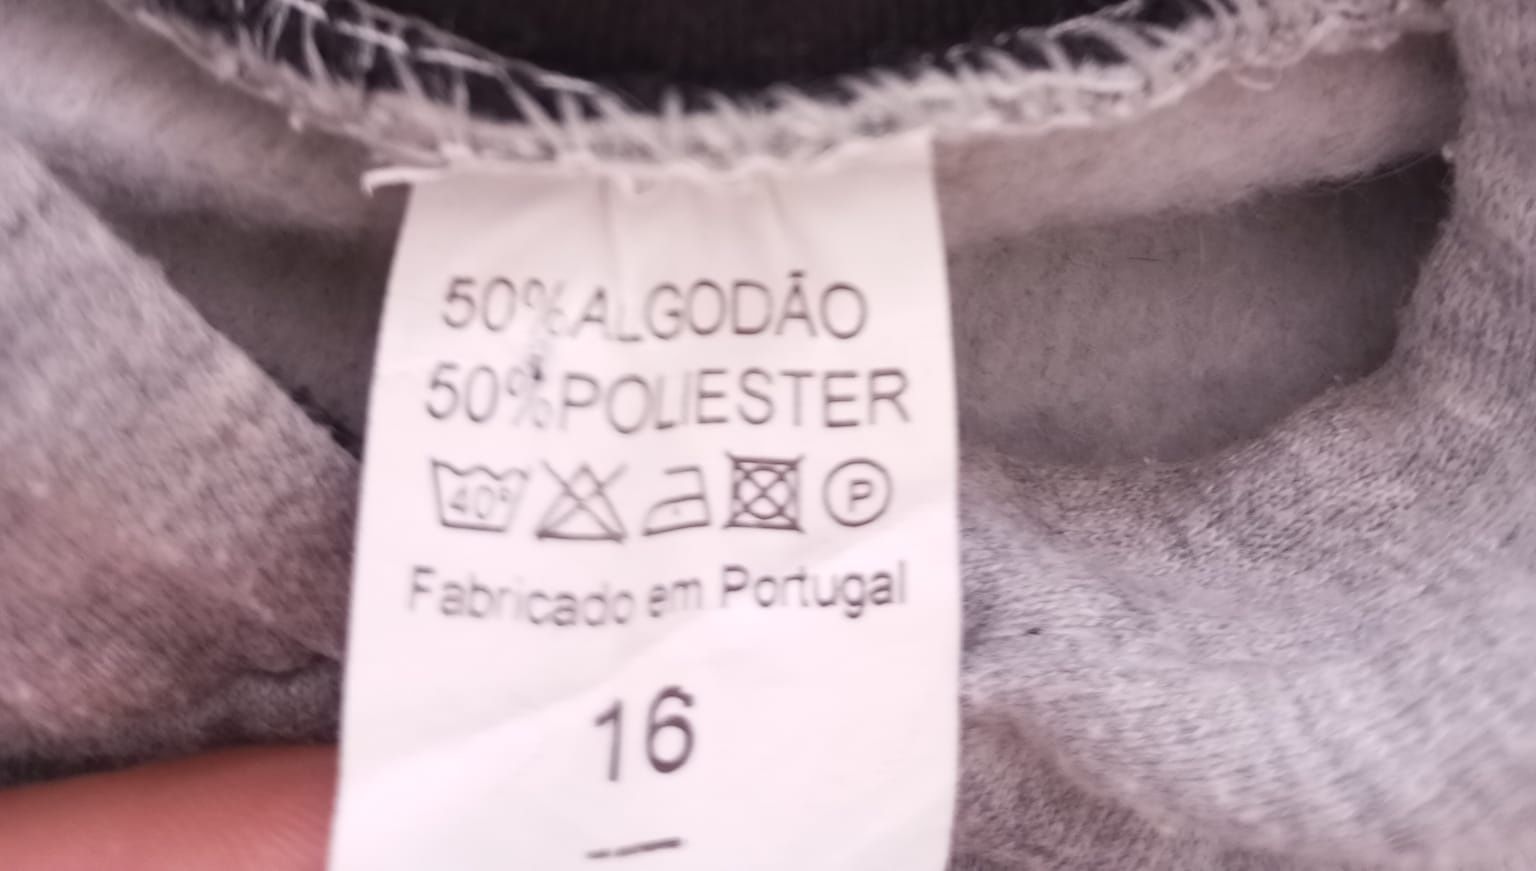 50% ALGODÃO
50% POLIESTER
40° P
Fabricado em Portugal
16